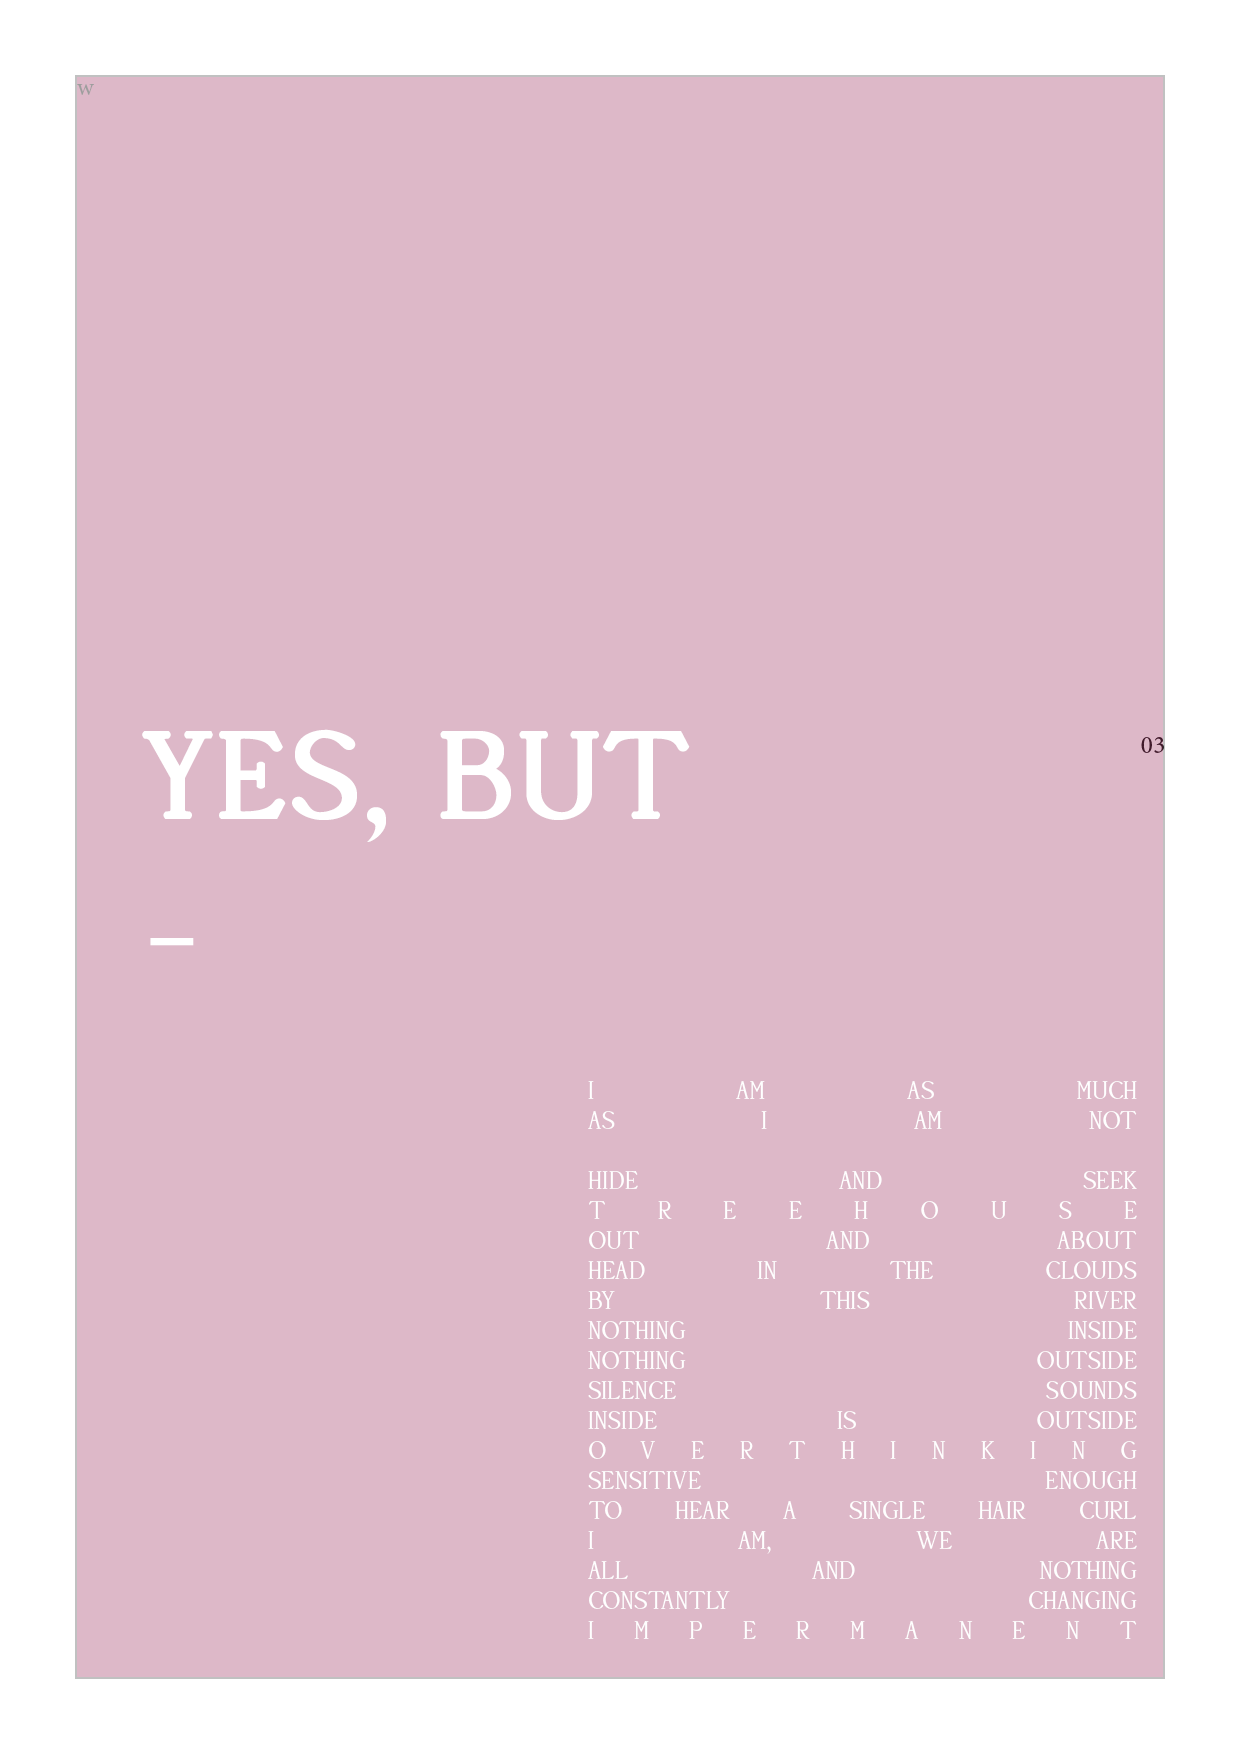 W
YES, BUT
03
–
I AM AS MUCH
AS I AM NOT
HIDE AND SEEK
T R E E H O U S E
OUT AND ABOUT
HEAD IN THE CLOUDS
BY THIS RIVER
NOTHING INSIDE
NOTHING OUTSIDE
SILENCE SOUNDS
INSIDE IS OUTSIDE
O V E R T H I N K I N G
SENSITIVE ENOUGH
TO HEAR A SINGLE HAIR CURL
I AM, WE ARE
ALL AND NOTHING
CONSTANTLY CHANGING
I M P E R M A N E N T